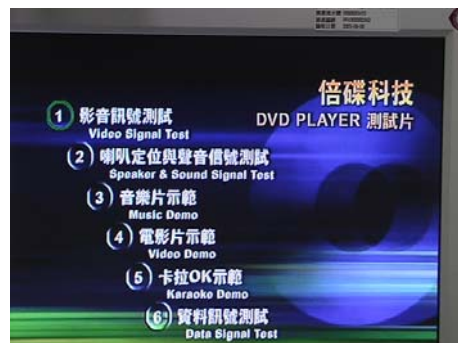 倍碟科技
DVD PLAYER 測試片
1 影音訊號測試
Video Signal Test
2 喇叭定位與聲音信號測試
Speaker & Sound Signal Test
3 音樂片示範
Music Demo
4 電影片示範
Video Demo
5 卡拉OK示範
Karaoke Demo
6 資料訊號測試
Data Signal Test